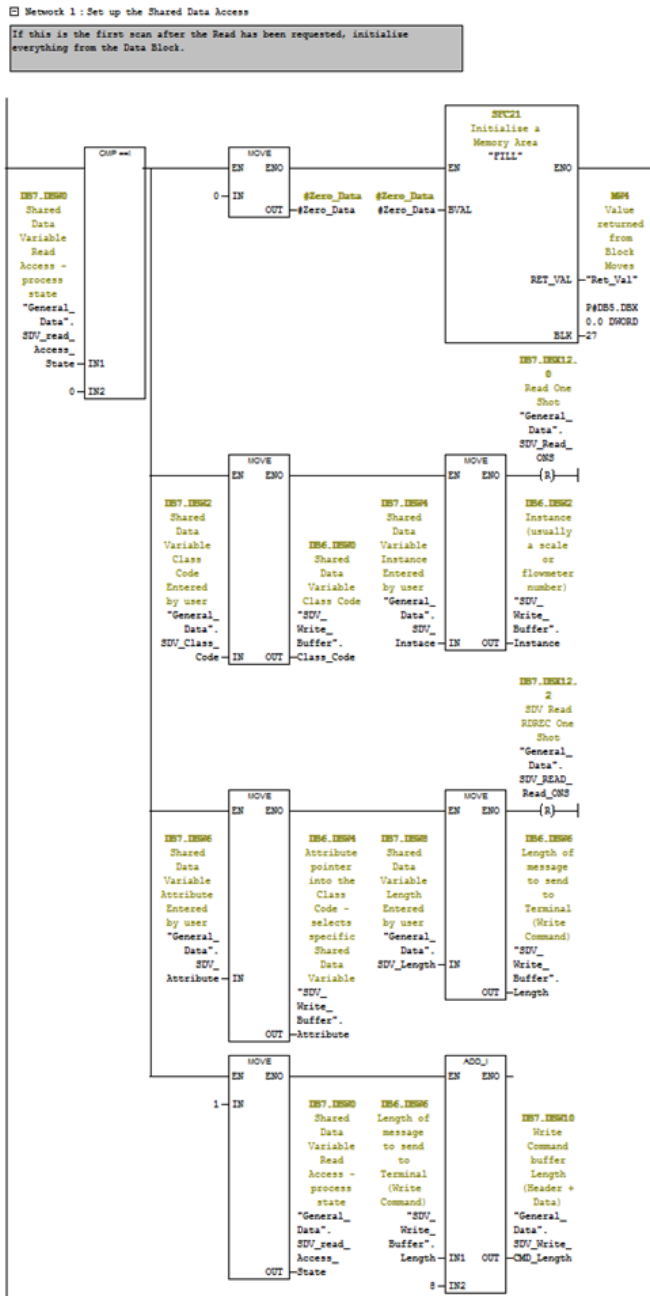 Network 1 : Set up the Shared Data Access
If this is the first scan after the Read has been requested, initialize
everything from the Data Block.
CMP ==I
DB7.DBW0
Shared
Data
Variable
Read
Access -
process
state
"General_
Data".
SDV_read_
Access_
State
IN1
0
IN2
MOVE
EN ENO
0
IN
OUT
#Zero_Data
#Zero_Data
SFC21
Initialize a
Memory Area
"FILL"
EN ENO
#Zero_Data
#Zero_Data
BVAL
RET_VAL
MW4
Value
returned
from
Block
Moves
"Ret_Val"
BLK
P#DB5.DBX
0.0 DWORD
27
MOVE
EN ENO
DB7.DBW2
Shared
Data
Variable
Class
Code
Entered
by user
"General_
Data".
SDV_Class_
Code
IN
OUT
DB6.DBW0
Shared
Data
Variable
Class Code
"SDV_
Write_
Buffer".
Class_Code
MOVE
EN ENO
DB7.DBW4
Shared
Data
Variable
Instance
Entered
by user
"General_
Data".
SDV_
Instace
IN
OUT
DB6.DBW2
Instance
(usually
a scale
or
flowmeter
number)
"SDV_
Write_
Buffer".
Instance
DB7.DBX12.
0
Read One
Shot
"General_
Data".
SDV_Read_
ONS
(R)
MOVE
EN ENO
DB7.DBW6
Shared
Data
Variable
Attribute
Entered
by user
"General_
Data".
SDV_
Attribute
IN
OUT
DB6.DBW4
Attribute
pointer
into the
Class
Code -
selects
specific
Shared
Data
Variable
"SDV_
Write_
Buffer".
Attribute
MOVE
EN ENO
DB7.DBW8
Shared
Data
Variable
Length
Entered
by user
"General_
Data".
SDV_Length
IN
OUT
DB6.DBW6
Length of
message
to send
to
Terminal
(Write
Command)
"SDV_
Write_
Buffer".
Length
DB7.DBX12.
2
SDV Read
RDREC One
Shot
"General_
Data".
SDV_READ_
Read_ONS
(R)
MOVE
EN ENO
1
IN
OUT
DB7.DBW0
Shared
Data
Variable
Read
Access -
process
state
"General_
Data".
SDV_read_
Access_
State
ADD_I
EN ENO
DB6.DBW6
Length of
message
to send
to
Terminal
(Write
Command)
"SDV_
Write_
Buffer".
Length
IN1
OUT
8
IN2
DB7.DBW10
Write
Command
buffer
Length
(Header +
Data)
"General_
Data".
SDV_Write_
CMD_Length